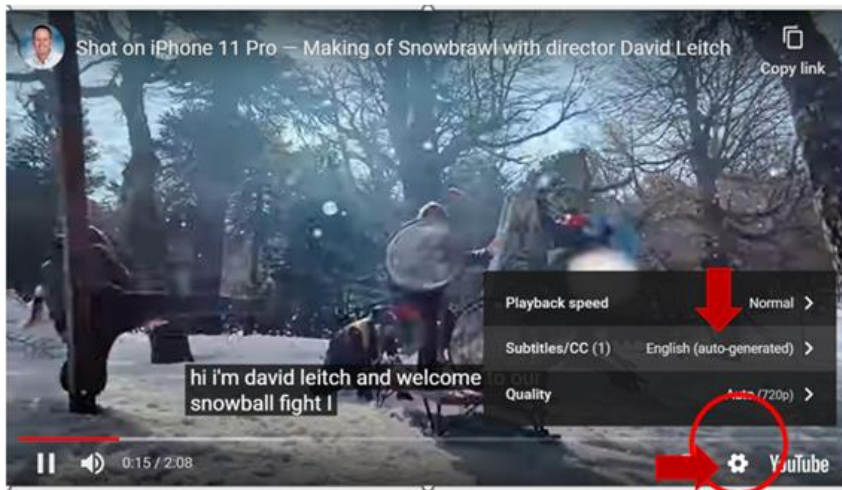 Shot on iPhone 11 Pro — Making of Snowbrawl with director David Leitch
Copy link
Playback speed Normal
Subtitles/CC (1) English (auto-generated)
Quality Auto (720p)
hi i'm david leitch and welcome to our
snowball fight I
0:15 / 2:08
YouTube